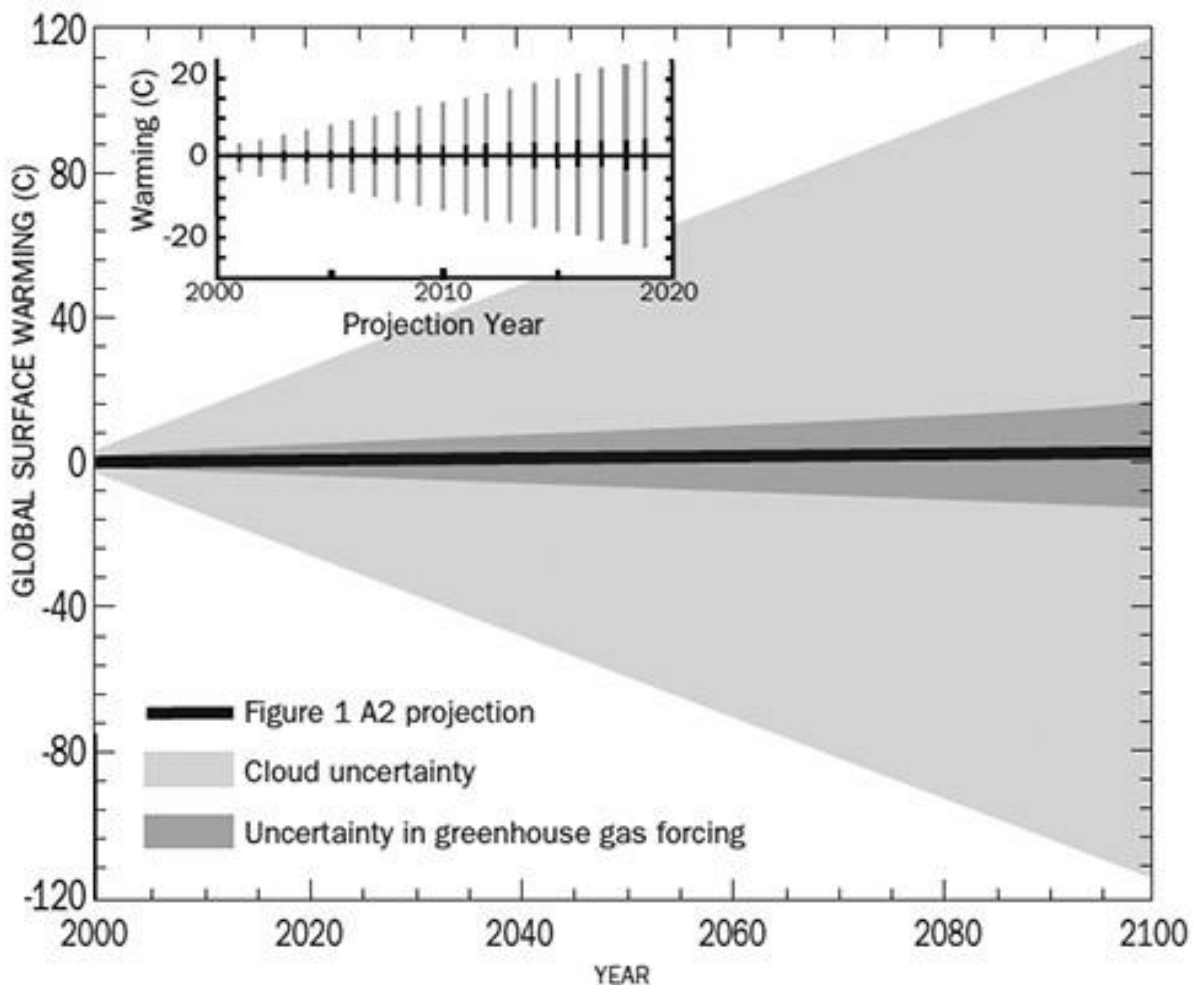 120
80
40
0
-40
-80
-120
GLOBAL SURFACE WARMING (C)
20
0
-20
Warming (C)
2000 2010 2020
Projection Year
Figure 1 A2 projection
Cloud uncertainty
Uncertainty in greenhouse gas forcing
2000 2020 2040 2060 2080 2100
YEAR